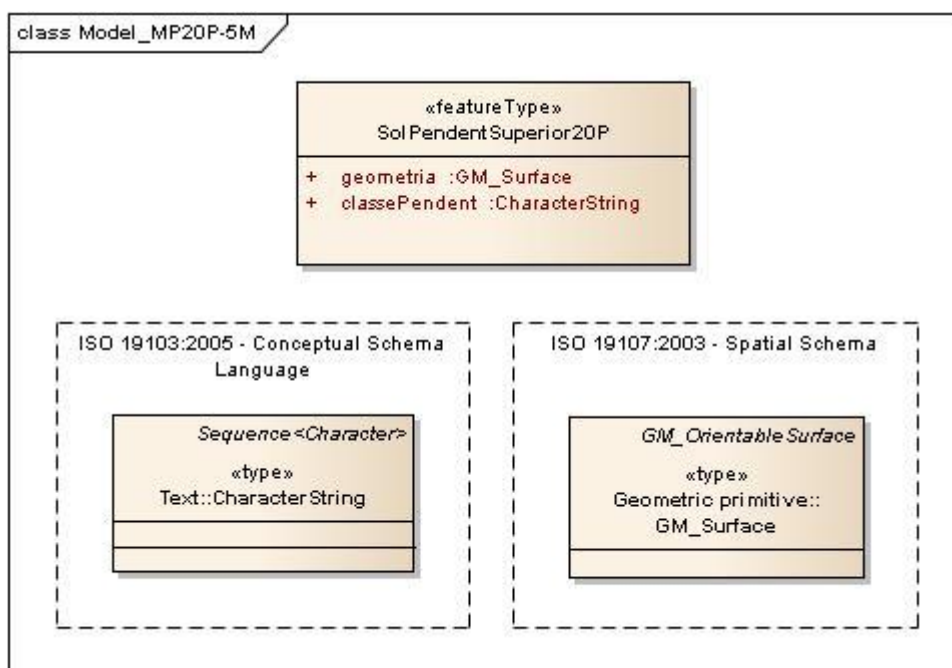 class Model_MP20P-5M
«featureType»
SolPendentSuperior20P
+ geometria :GM_Surface
+ classePendent :CharacterString
ISO 19103:2005 - Conceptual Schema
Language
Sequence<Character>
«type»
Text::CharacterString
ISO 19107:2003 - Spatial Schema
GM_OrientableSurface
«type»
Geometric primitive::
GM_Surface